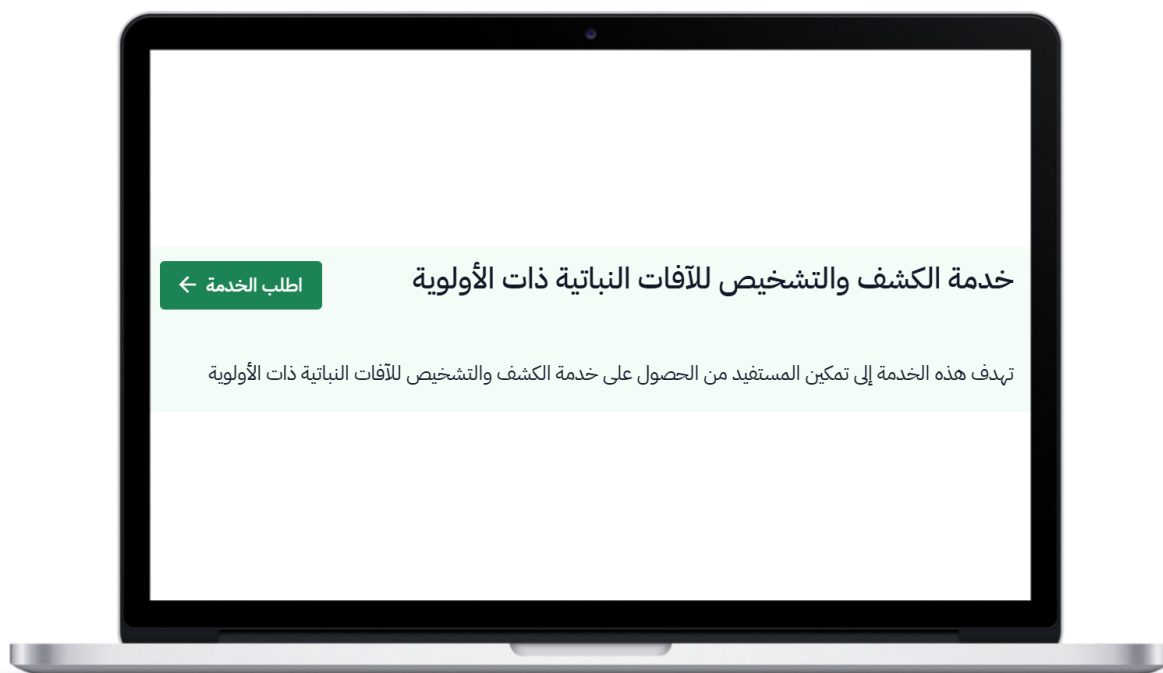 خدمة الكشف والتشخيص للآفات النباتية ذات الأولوية
اطلب الخدمة ←
تهدف هذه الخدمة إلى تمكين المستفيد من الحصول على خدمة الكشف والتشخيص للآفات النباتية ذات الأولوية